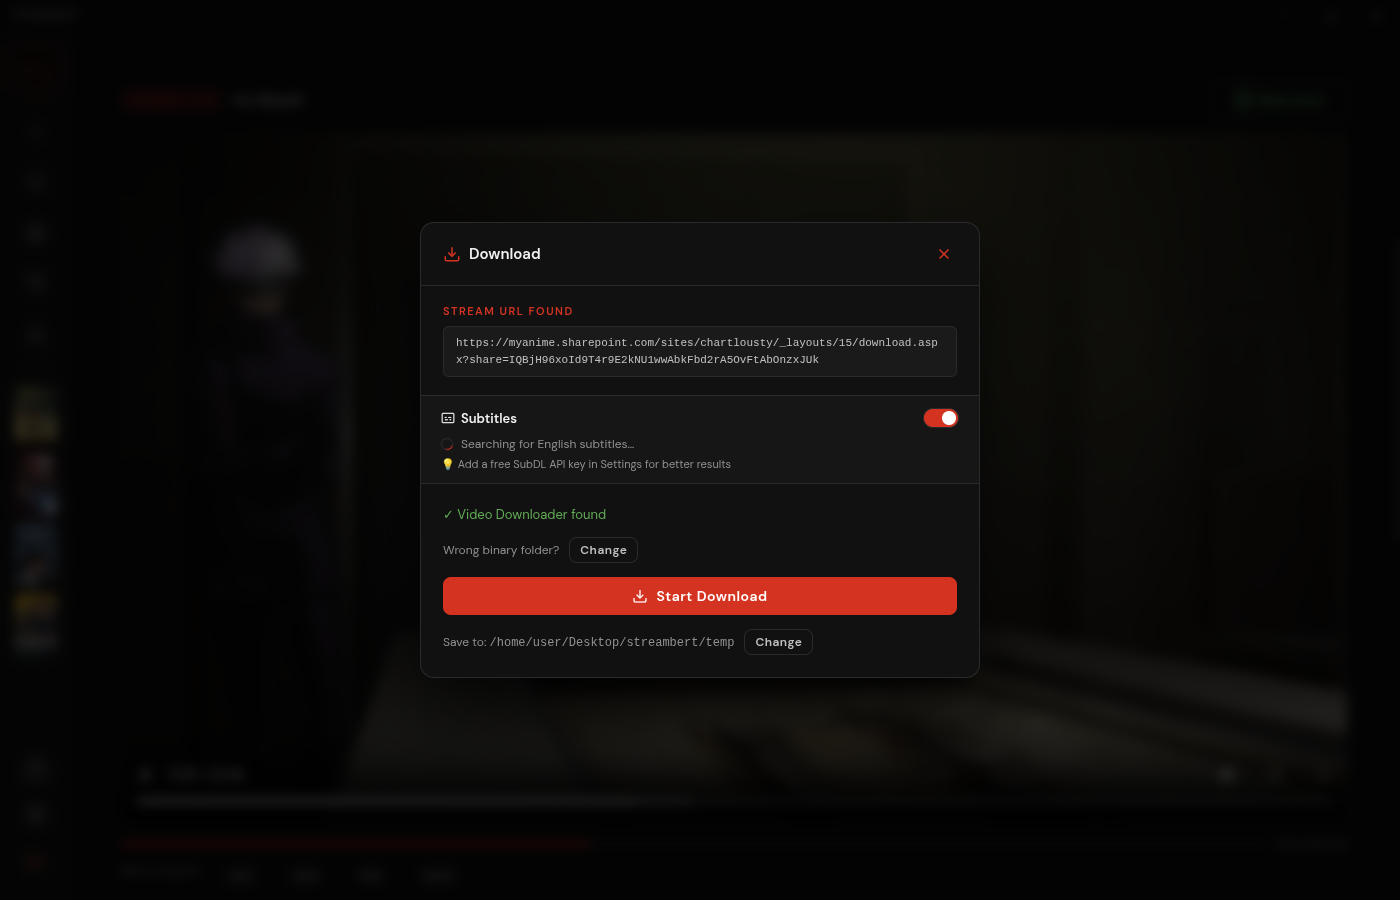 Download
STREAM URL FOUND
https://myanime.sharepoint.com/sites/chartlousty/_layouts/15/download.asp
x?share=IQBjH96xoId9T4r9E2kNU1wwAbkFbd2rA5OvFtAbOnzxJUk
Subtitles
Searching for English subtitles…
💡 Add a free SubDL API key in Settings for better results
✓ Video Downloader found
Wrong binary folder? Change
Start Download
Save to: /home/user/Desktop/streambert/temp Change